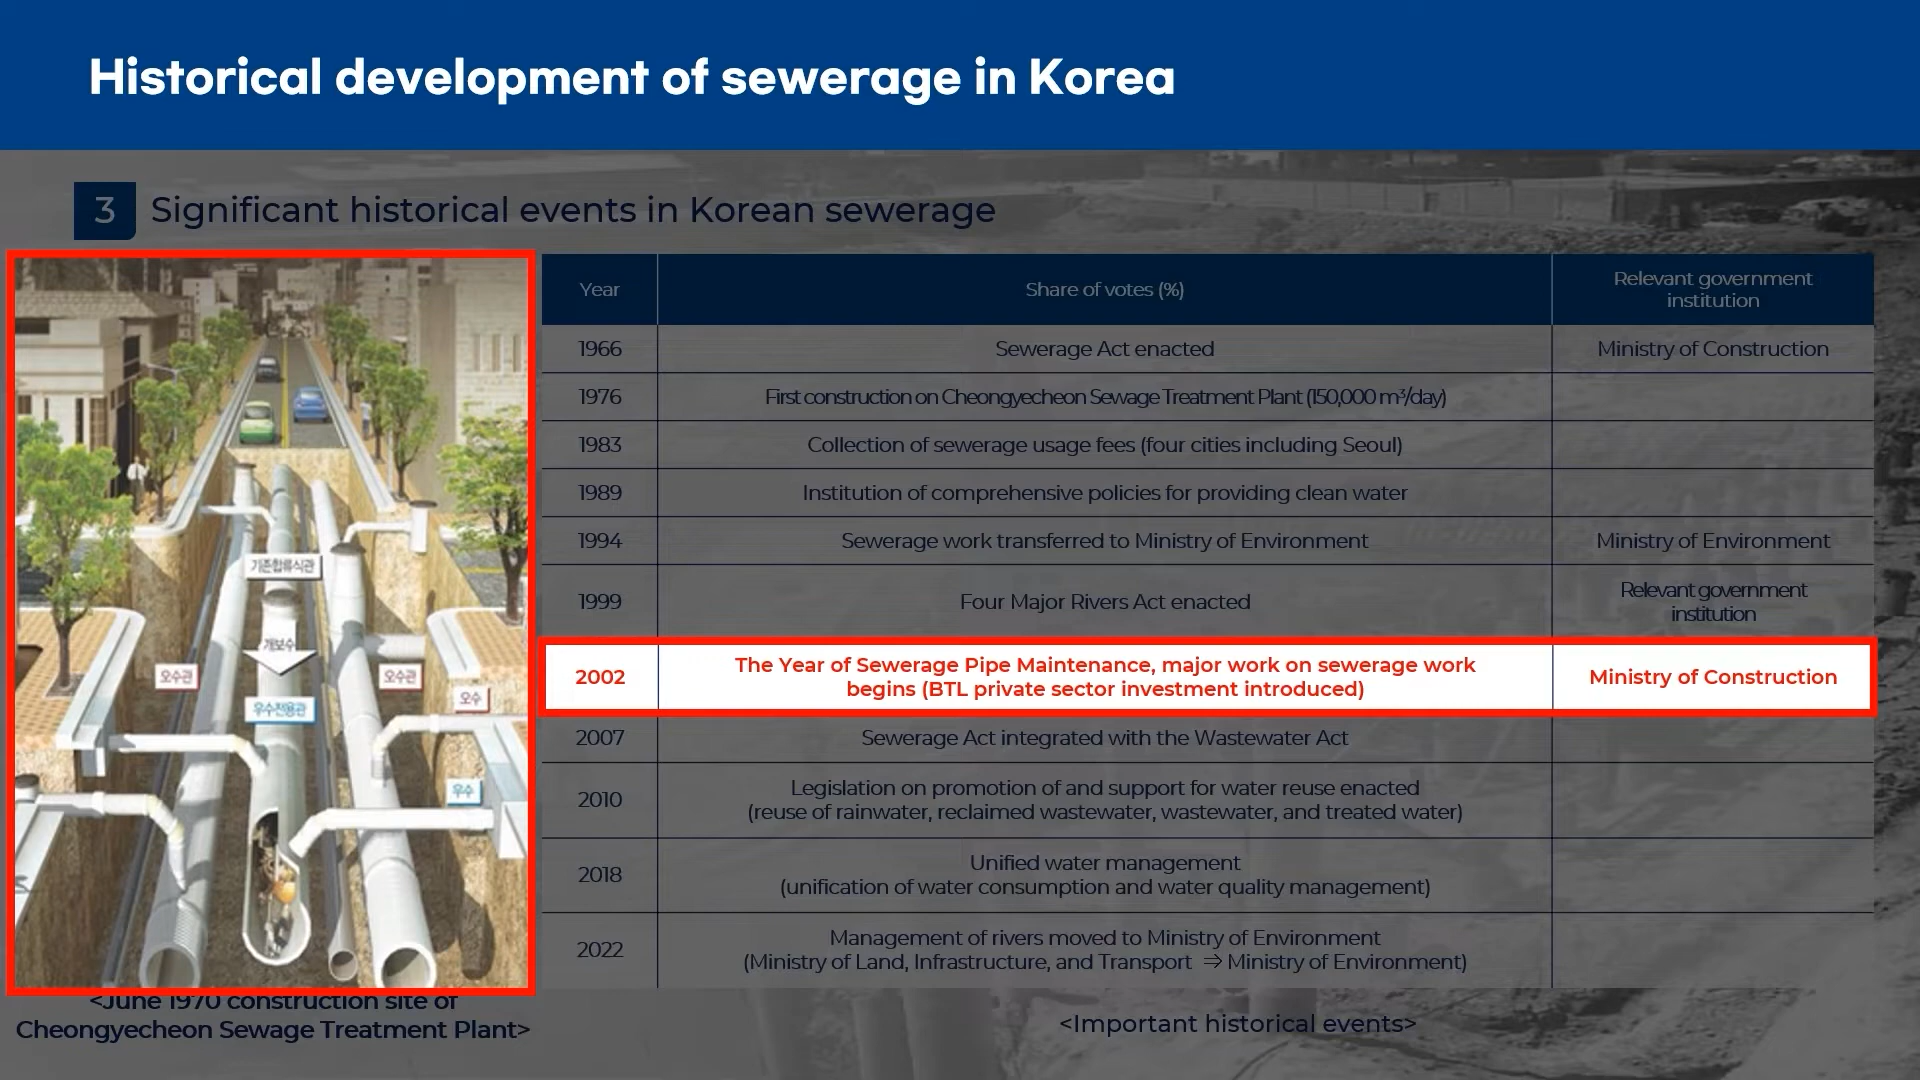 Historical development of sewerage in Korea
3 Significant historical events in Korean sewerage
기존합류식관
개보수
오수관
오수관
오수
우수전용관
우수
<June 1970 construction site of
Cheongyecheon Sewage Treatment Plant>
Year Share of votes (%) Relevant government institution
1966 Sewerage Act enacted Ministry of Construction
1976 First construction on Cheongyecheon Sewage Treatment Plant (150,000 m³/day)
1983 Collection of sewerage usage fees (four cities including Seoul)
1989 Institution of comprehensive policies for providing clean water
1994 Sewerage work transferred to Ministry of Environment Ministry of Environment
1999 Four Major Rivers Act enacted Relevant government institution
2002 The Year of Sewerage Pipe Maintenance, major work on sewerage work
begins (BTL private sector investment introduced) Ministry of Construction
2007 Sewerage Act integrated with the Wastewater Act
2010 Legislation on promotion of and support for water reuse enacted
(reuse of rainwater, reclaimed wastewater, wastewater, and treated water)
2018 Unified water management
(unification of water consumption and water quality management)
2022 Management of rivers moved to Ministry of Environment
(Ministry of Land, Infrastructure, and Transport ⇒ Ministry of Environment)
<Important historical events>